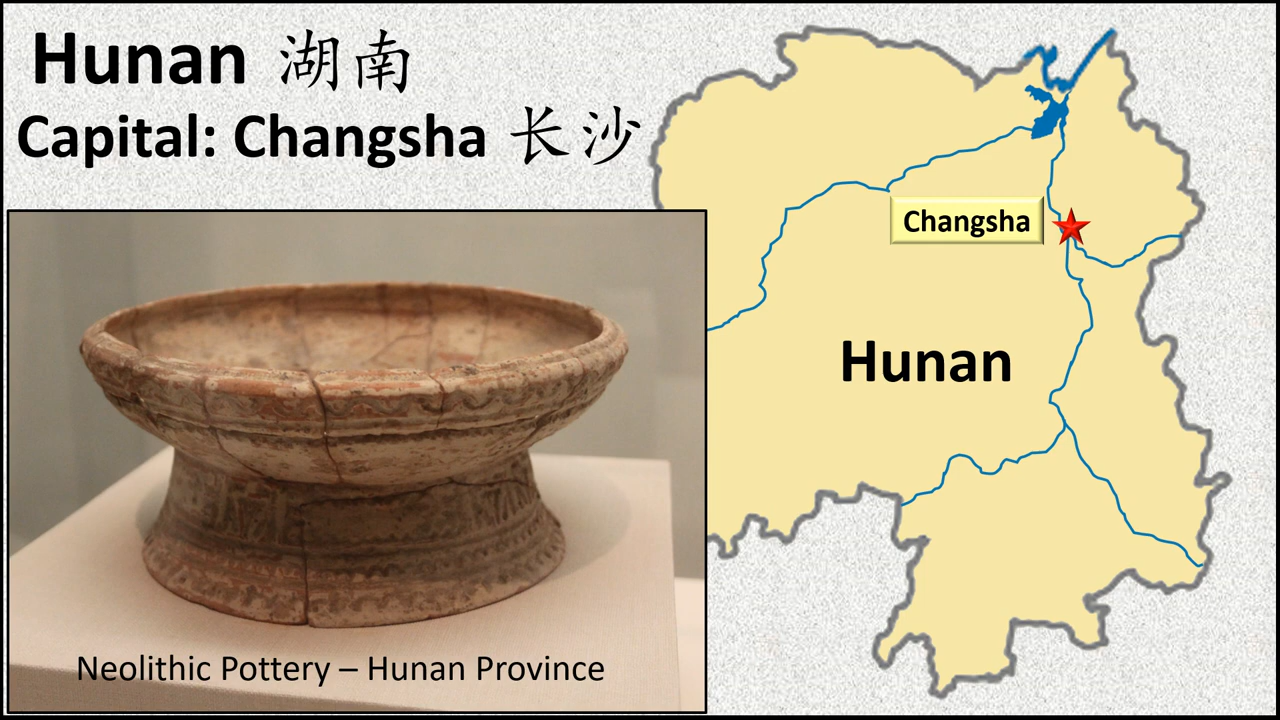 Hunan 湖南
Capital: Changsha 长沙
Changsha
Hunan
Neolithic Pottery – Hunan Province